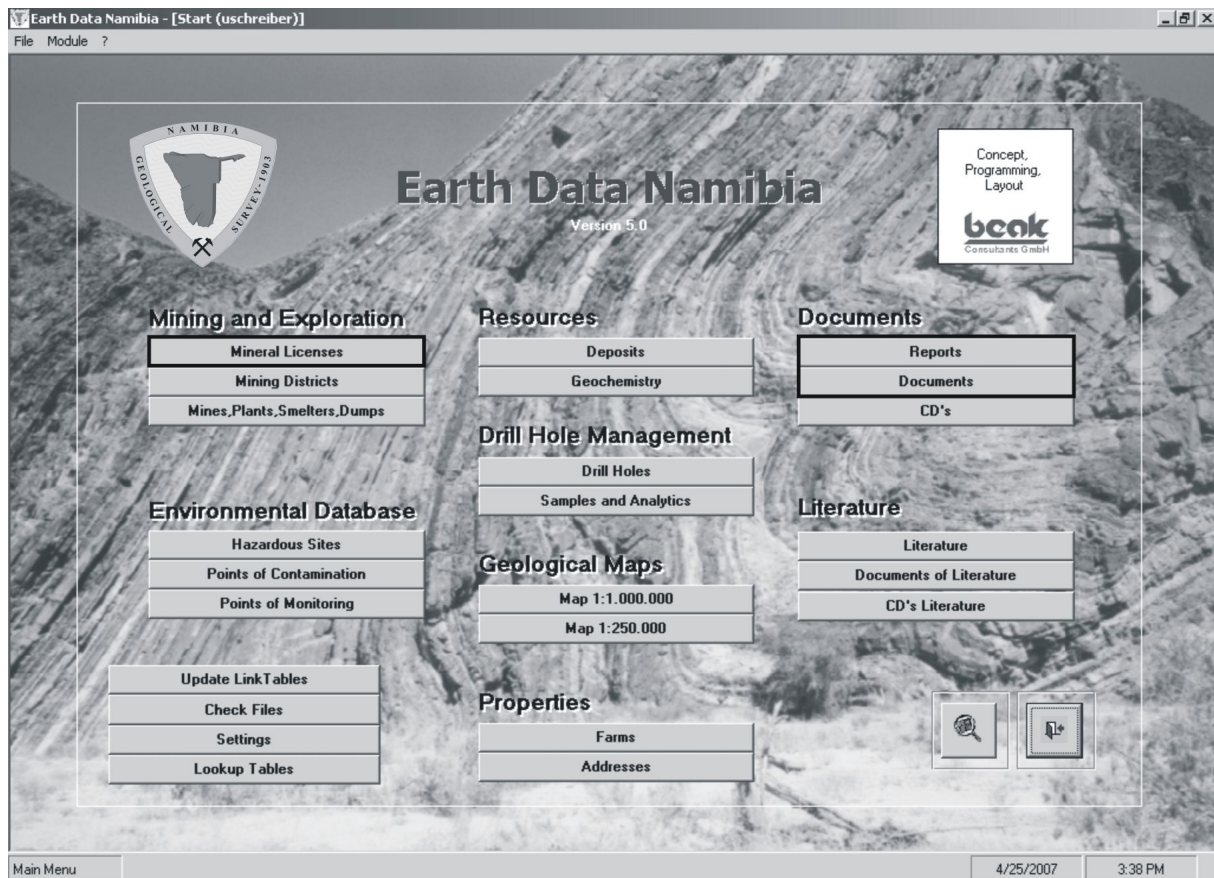 Earth Data Namibia - [Start (uschreiber)]
File Module ?
NAMIBIA
GEOLOGICAL SURVEY-1903
Earth Data Namibia
Version 5.0
Concept,
Programming,
Layout
beak
Consultants GmbH
Mining and Exploration
Mineral Licenses
Mining Districts
Mines,Plants,Smelters,Dumps
Environmental Database
Hazardous Sites
Points of Contamination
Points of Monitoring
Update LinkTables
Check Files
Settings
Lookup Tables
Resources
Deposits
Geochemistry
Drill Hole Management
Drill Holes
Samples and Analytics
Geological Maps
Map 1:1.000.000
Map 1:250.000
Properties
Farms
Addresses
Documents
Reports
Documents
CD's
Literature
Literature
Documents of Literature
CD's Literature
Main Menu
4/25/2007
3:38 PM